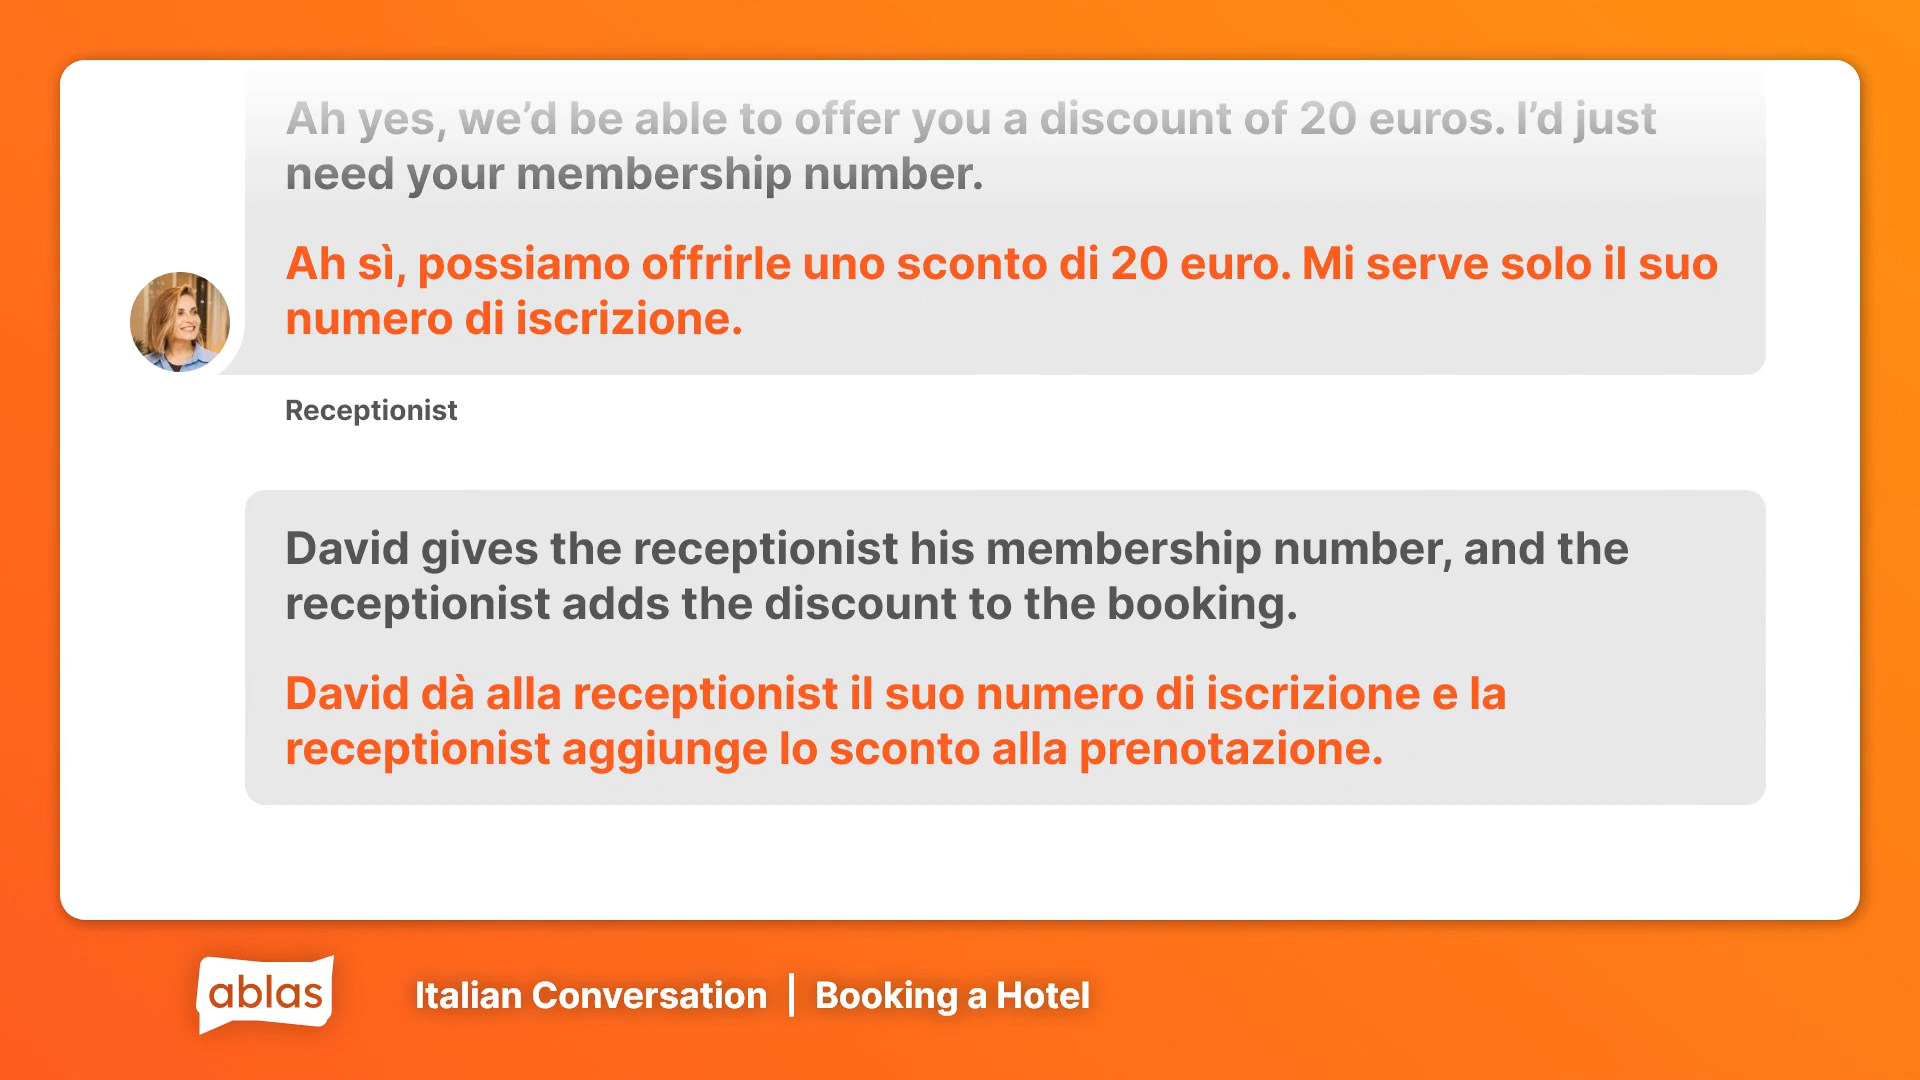 Ah yes, we’d be able to offer you a discount of 20 euros. I’d just
need your membership number.
Ah sì, possiamo offrirle uno sconto di 20 euro. Mi serve solo il suo
numero di iscrizione.
Receptionist
David gives the receptionist his membership number, and the
receptionist adds the discount to the booking.
David dà alla receptionist il suo numero di iscrizione e la
receptionist aggiunge lo sconto alla prenotazione.
ablas
Italian Conversation | Booking a Hotel